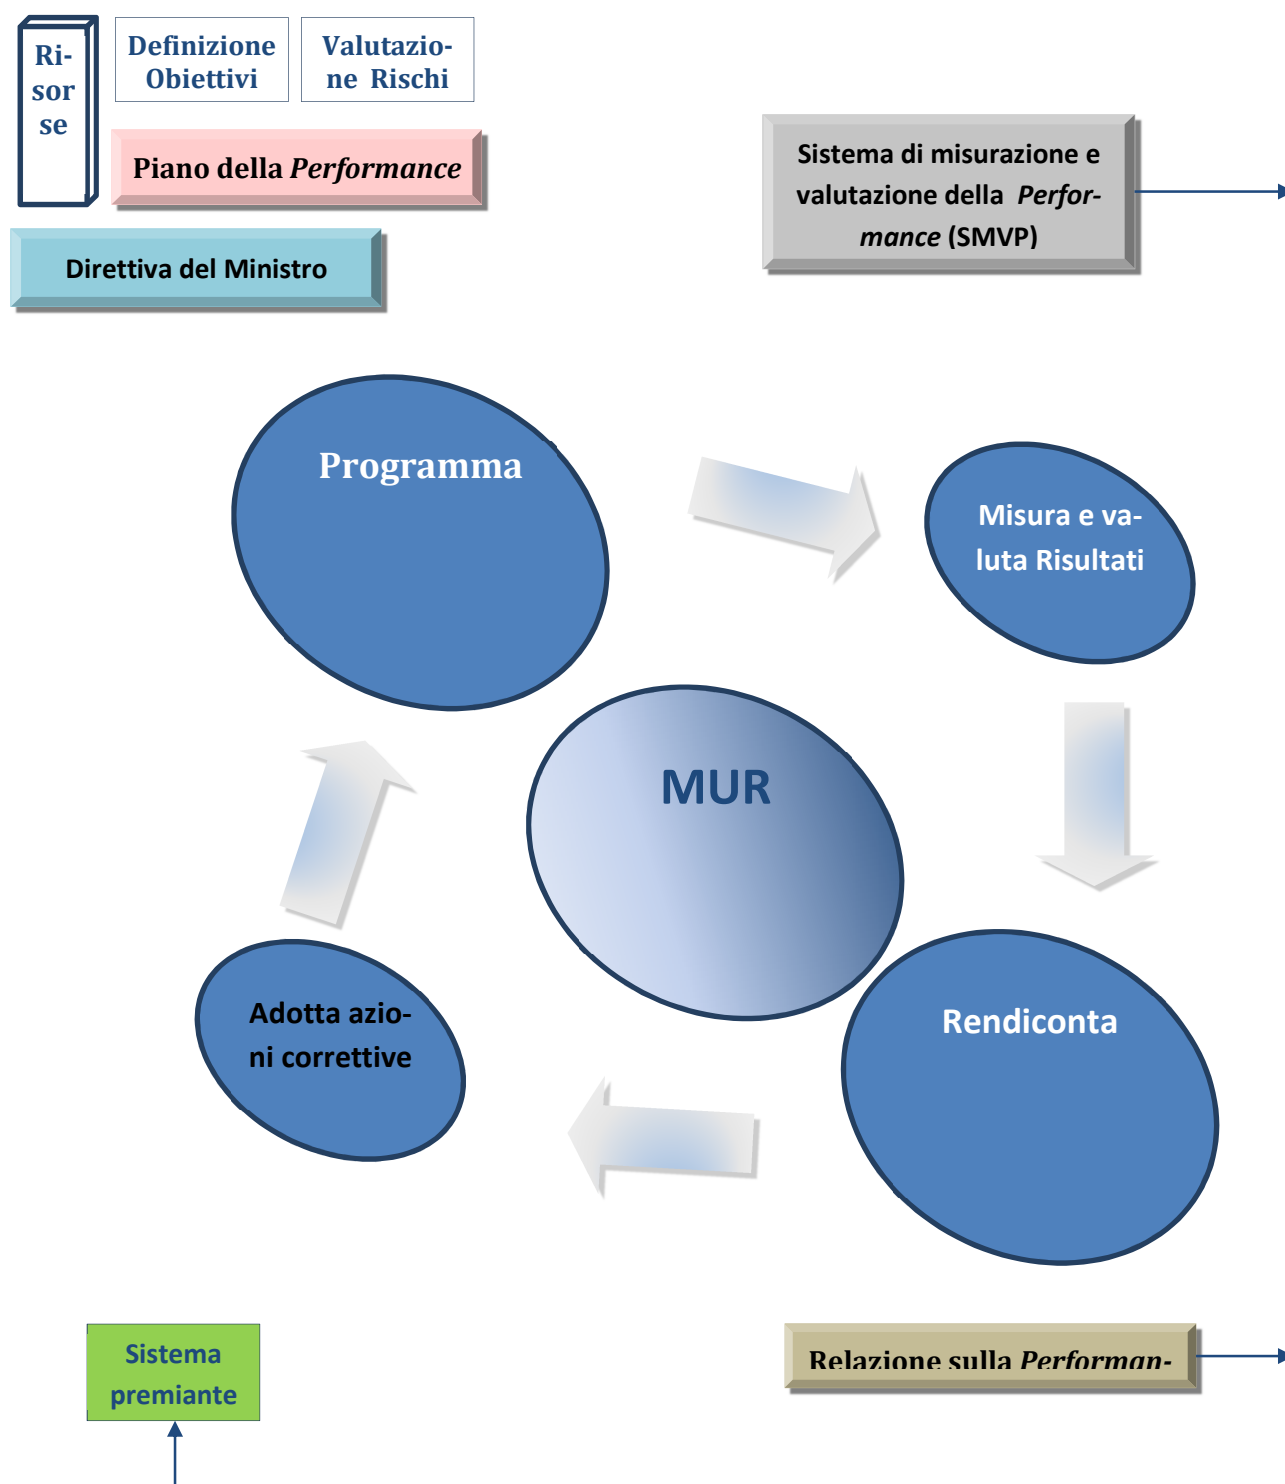 Ri-
sor
se
Definizione
Obiettivi
Valutazio-
ne Rischi
Piano della Performance
Direttiva del Ministro
Sistema di misurazione e
valutazione della Perfor-
mance (SMVP)
Programma
Misura e va-
luta Risultati
MUR
Adotta azio-
ni correttive
Rendiconta
Sistema
premiante
Relazione sulla Performan-